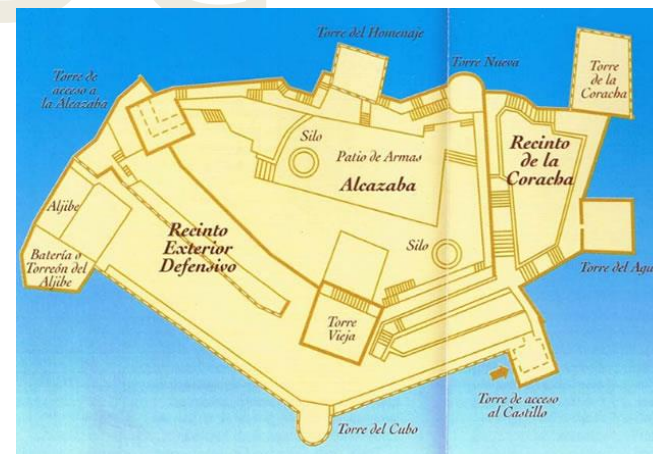 Torre del Homenaje
Torre Nueva
Torre
de la
Coracha
Torre de
acceso a
la Alcazaba
Silo
Patio de Armas
Alcazaba
Recinto
de la
Coracha
Aljibe
Recinto
Exterior
Defensivo
Silo
Batería o
Torreón del
Aljibe
Torre del Agu
Torre
Vieja
Torre de acceso
al Castillo
Torre del Cubo